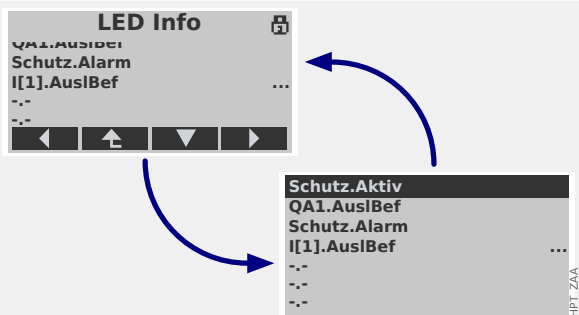 LED Info
QA1.AuslBef
Schutz.Alarm
I[1].AuslBef ...
-.-
-.-
Schutz.Aktiv
QA1.AuslBef
Schutz.Alarm
I[1].AuslBef ...
-.-
-.-
-.-
HPT_ZAA